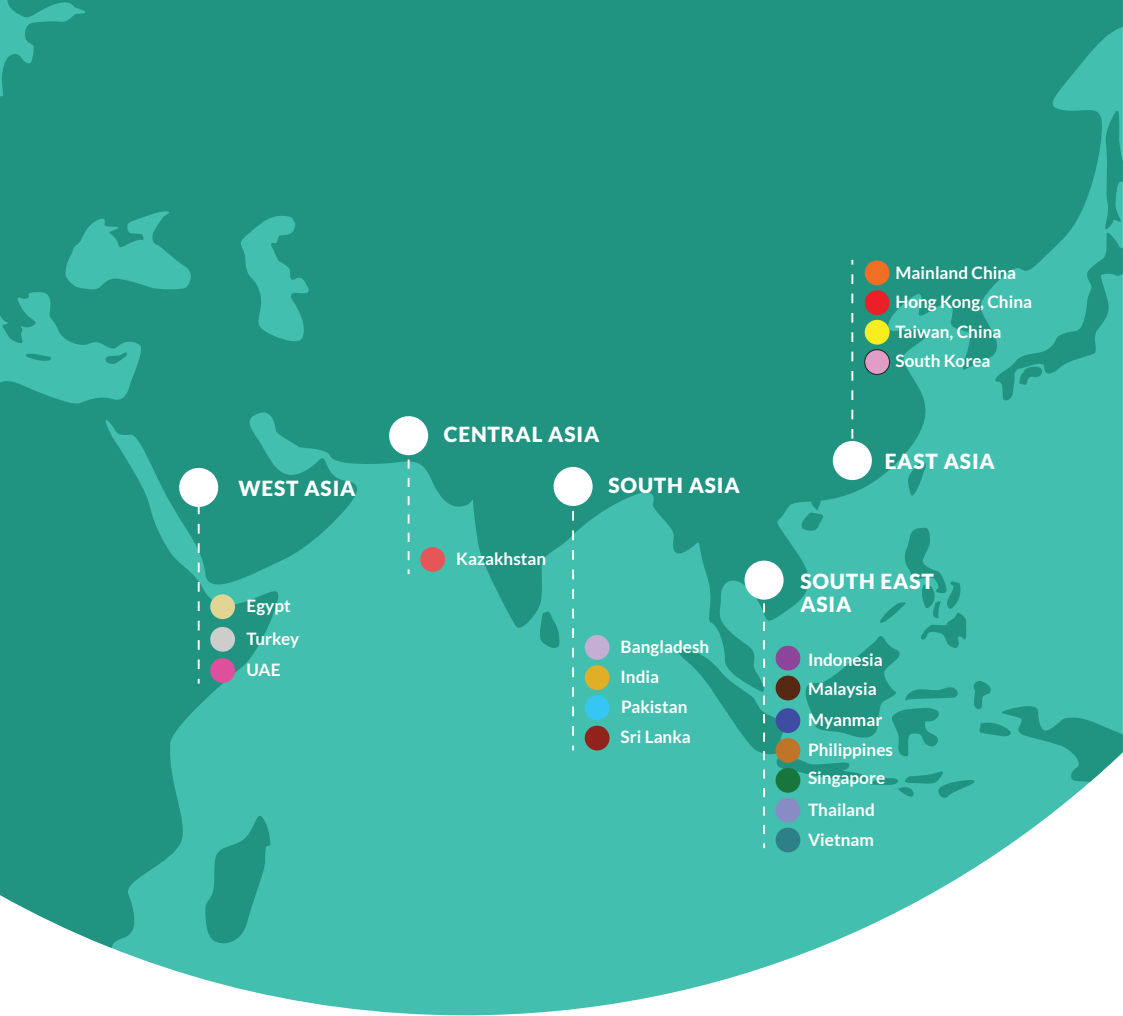 Mainland China
Hong Kong, China
Taiwan, China
South Korea
EAST ASIA
CENTRAL ASIA
Kazakhstan
WEST ASIA
Egypt
Turkey
UAE
SOUTH ASIA
Bangladesh
India
Pakistan
Sri Lanka
SOUTH EAST
ASIA
Indonesia
Malaysia
Myanmar
Philippines
Singapore
Thailand
Vietnam